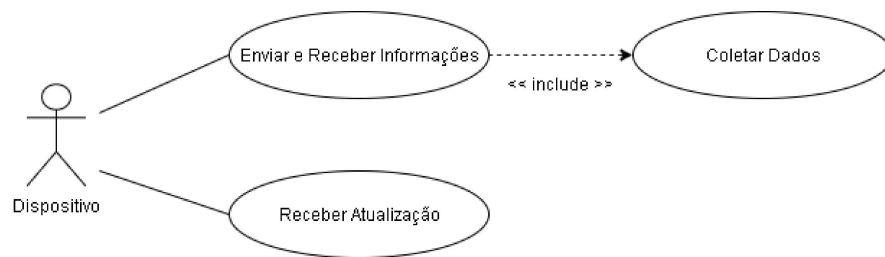 Enviar e Receber Informações
Coletar Dados
<< include >>
Dispositivo
Receber Atualização